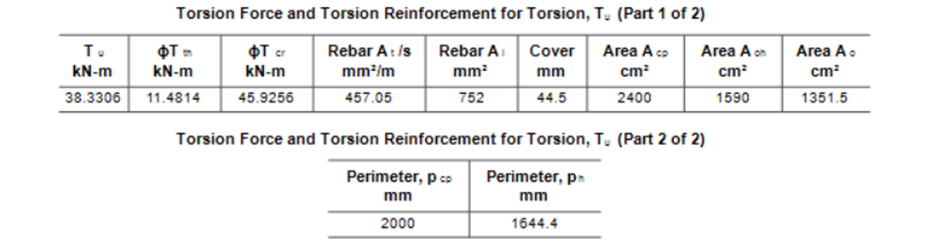 Torsion Force and Torsion Reinforcement for Torsion, Tu (Part 1 of 2)
Tu kN-m ϕTth kN-m ϕTcr kN-m Rebar At /s mm²/m Rebar Al mm² Cover mm Area Acp cm² Area Aoh cm² Area Ao cm²
38.3306 11.4814 45.9256 457.05 752 44.5 2400 1590 1351.5
Torsion Force and Torsion Reinforcement for Torsion, Tu (Part 2 of 2)
Perimeter, pcp mm Perimeter, ph mm
2000 1644.4